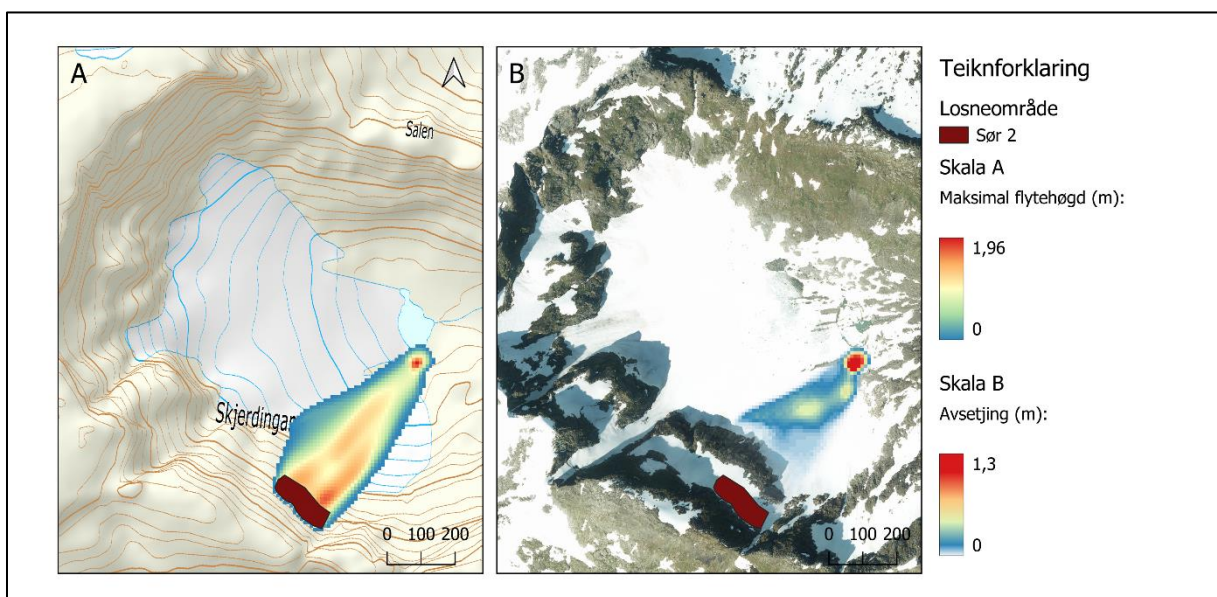 A
Salen
Skjerdingar
0 100 200
B
0 100 200
Teiknforklaring
Losneområde
Sør 2
Skala A
Maksimal flytehøgd (m):
1,96
0
Skala B
Avsetjing (m):
1,3
0